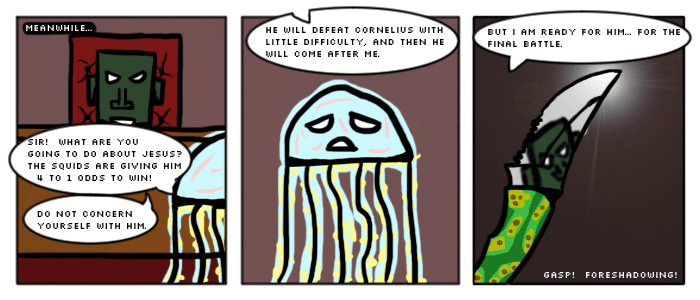 MEANWHILE...
SIR! WHAT ARE YOU
GOING TO DO ABOUT JESUS?
THE SQUIDS ARE GIVING HIM
4 TO 1 ODDS TO WIN!
DO NOT CONCERN
YOURSELF WITH HIM.
HE WILL DEFEAT CORNELIUS WITH
LITTLE DIFFICULTY, AND THEN HE
WILL COME AFTER ME.
BUT I AM READY FOR HIM... FOR THE
FINAL BATTLE.
GASP! FORESHADOWING!